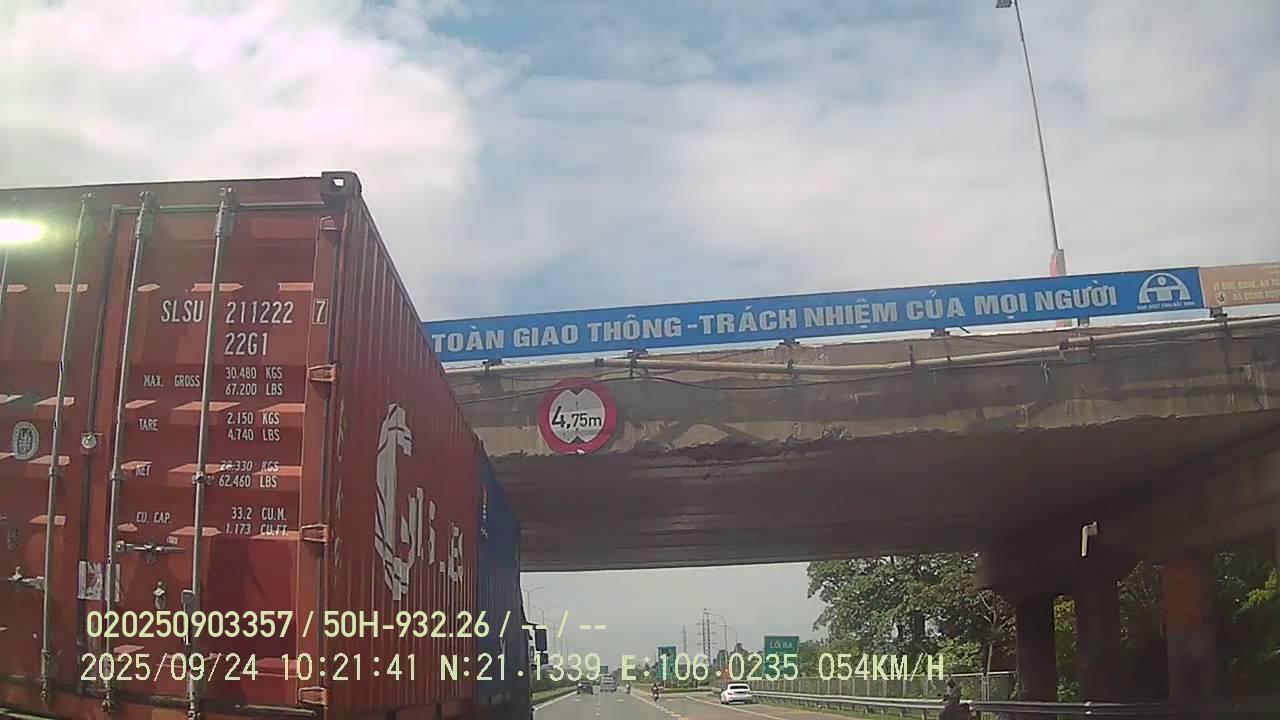 TOÀN GIAO THÔNG - TRÁCH NHIỆM CỦA MỌI NGƯỜI
4,75m
SLSU 211222 7
22G1
MAX. GROSS 30.480 KGS
67.200 LBS
TARE 2.150 KGS
4.740 LBS
NET 28.330 KGS
62.460 LBS
CU. CAP. 33.2 CU.M.
1.173 CU.FT.
LỐI RA
020250903357 / 50H-932.26 / -- / --
2025/09/24 10:21:41 N:21.1339 E:106.0235 054KM/H